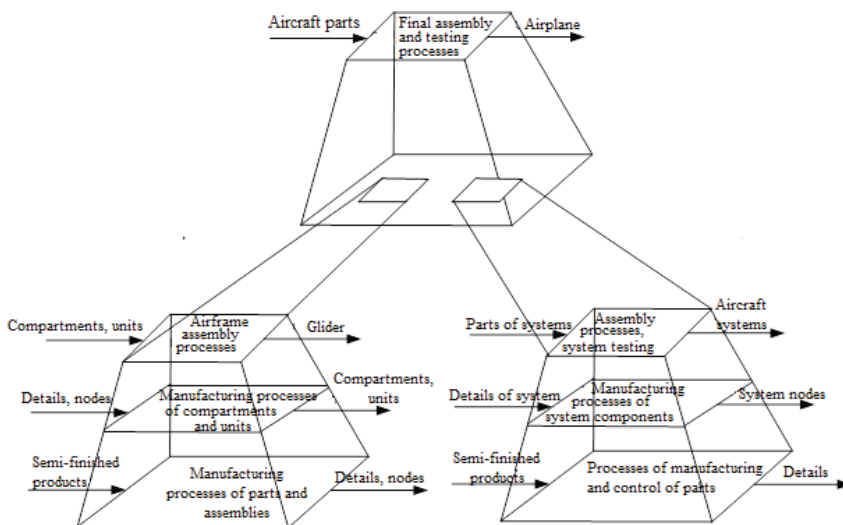 Aircraft parts
Final assembly
and testing
processes
Airplane
Compartments, units
Airframe
assembly
processes
Glider
Details, nodes
Manufacturing processes
of compartments
and units
Compartments,
units
Semi-finished
products
Manufacturing
processes of parts and
assemblies
Details, nodes
Parts of systems
Assembly
processes,
system testing
Aircraft
systems
Details of system
Manufacturing
processes of
system components
System nodes
Semi-finished
products
Processes of manufacturing
and control of parts
Details